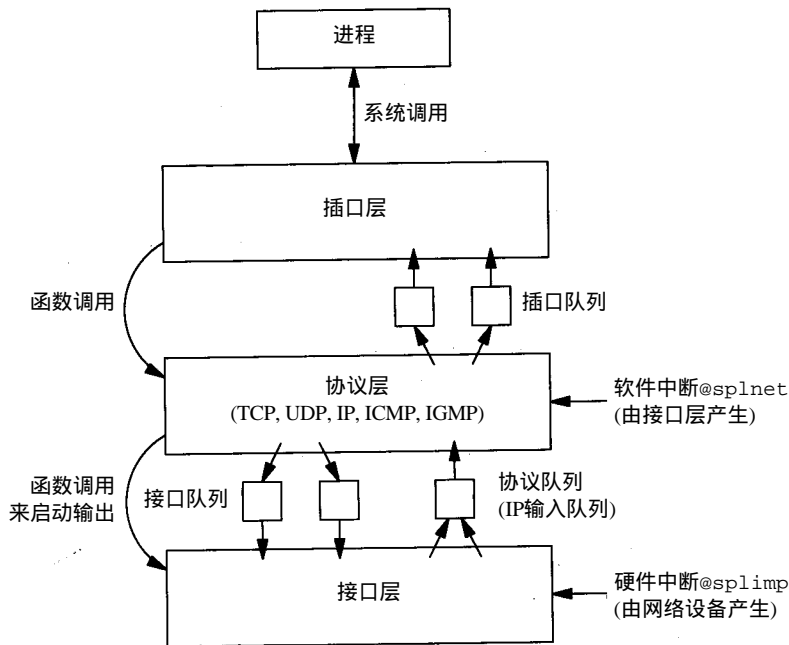 进程
系统调用
插口层
函数调用
插口队列
协议层
(TCP, UDP, IP, ICMP, IGMP)
软件中断@splnet
(由接口层产生)
函数调用
来启动输出
接口队列
协议队列
(IP输入队列)
接口层
硬件中断@splimp
(由网络设备产生)